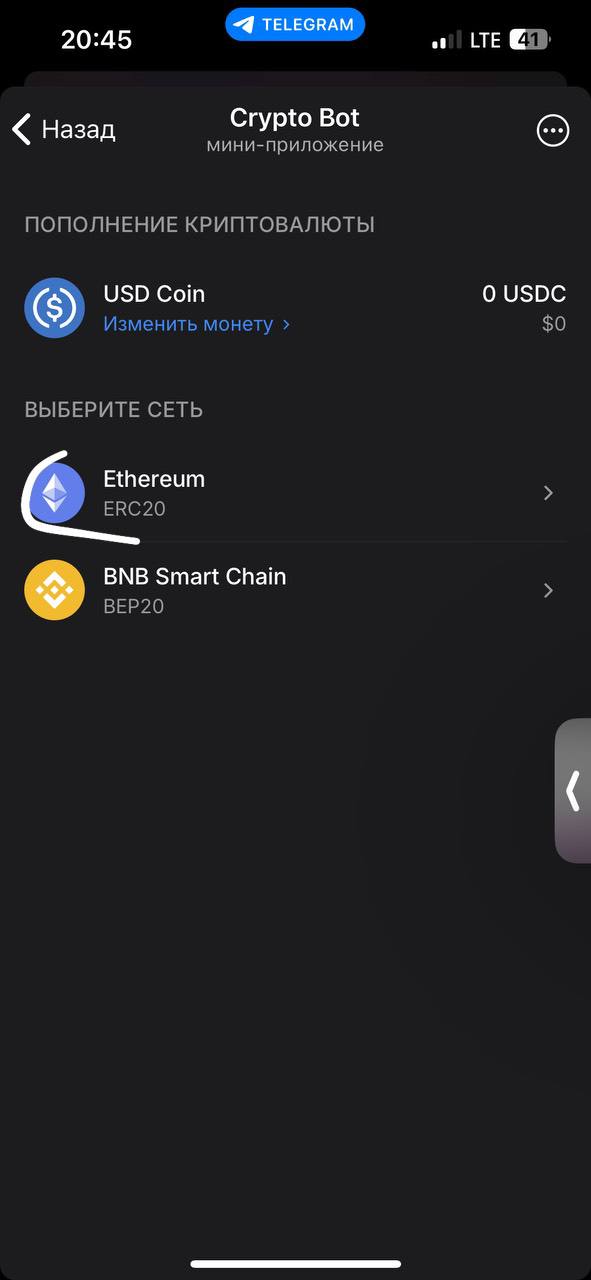 20:45
TELEGRAM
LTE
41
Назад
Crypto Bot
мини-приложение
ПОПОЛНЕНИЕ КРИПТОВАЛЮТЫ
USD Coin
0 USDC
Изменить монету ›
$0
ВЫБЕРИТЕ СЕТЬ
Ethereum
ERC20
BNB Smart Chain
BEP20